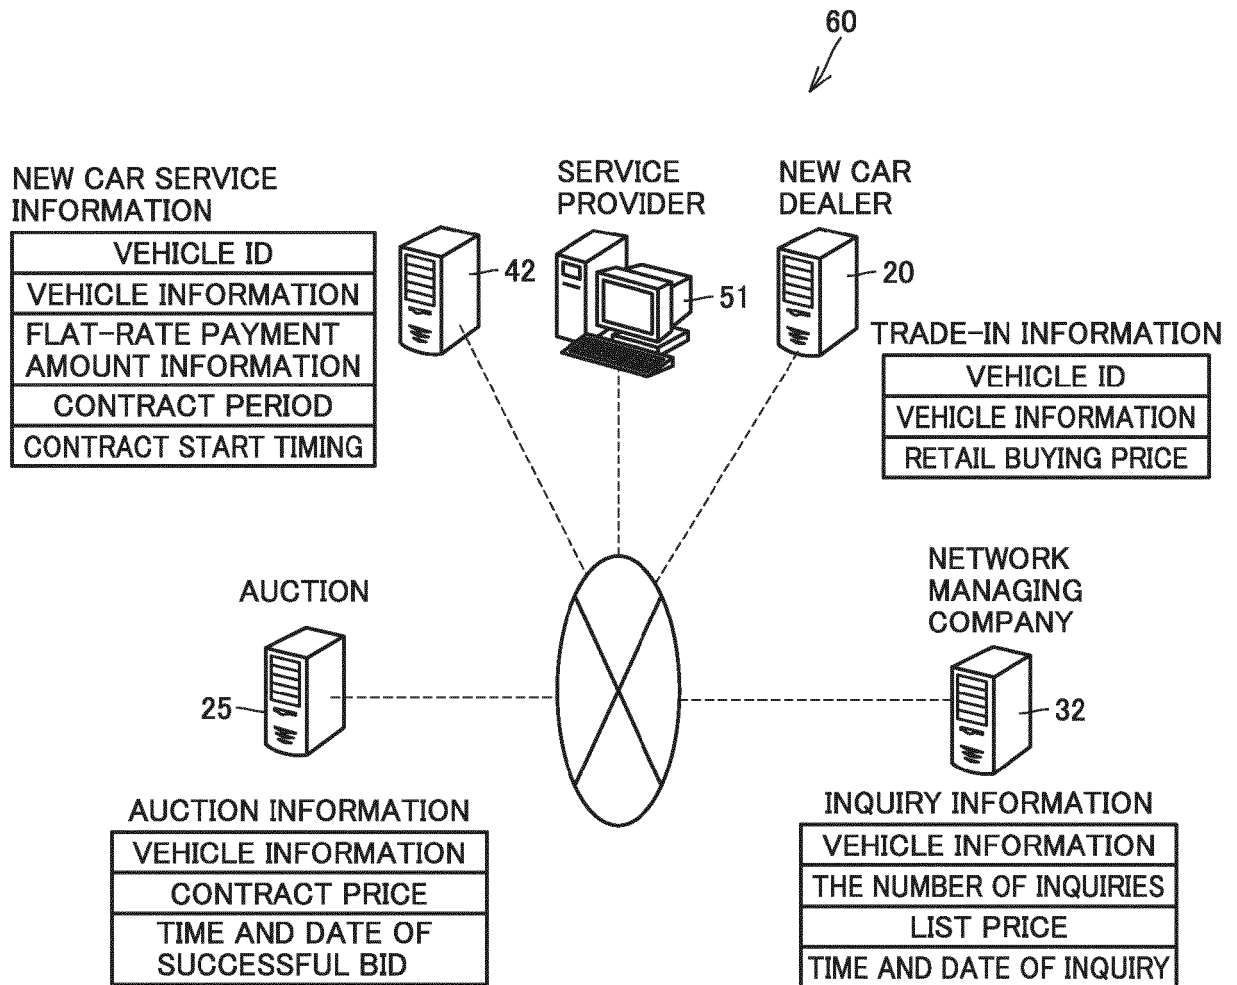 60
NEW CAR SERVICE
INFORMATION
VEHICLE ID
VEHICLE INFORMATION
FLAT-RATE PAYMENT
AMOUNT INFORMATION
CONTRACT PERIOD
CONTRACT START TIMING
42
SERVICE
PROVIDER
51
NEW CAR
DEALER
20
TRADE-IN INFORMATION
VEHICLE ID
VEHICLE INFORMATION
RETAIL BUYING PRICE
AUCTION
25
AUCTION INFORMATION
VEHICLE INFORMATION
CONTRACT PRICE
TIME AND DATE OF
SUCCESSFUL BID
NETWORK
MANAGING
COMPANY
32
INQUIRY INFORMATION
VEHICLE INFORMATION
THE NUMBER OF INQUIRIES
LIST PRICE
TIME AND DATE OF INQUIRY